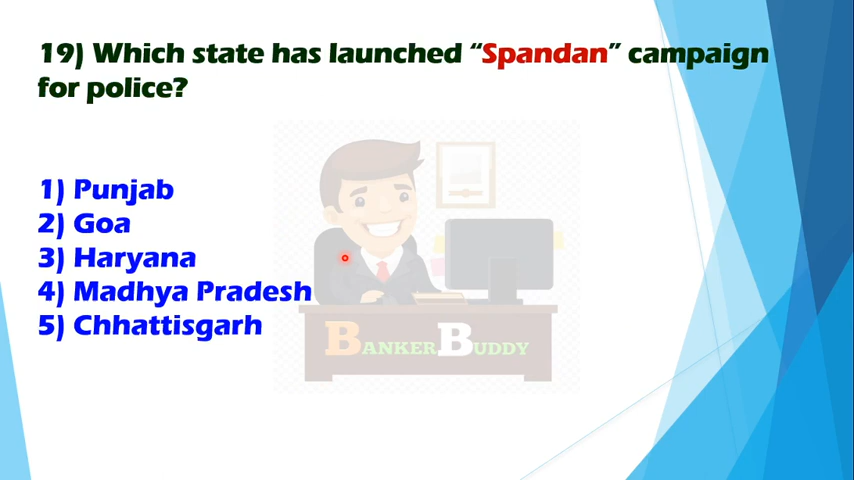 19) Which state has launched “Spandan” campaign
for police?
1) Punjab
2) Goa
3) Haryana
4) Madhya Pradesh
5) Chhattisgarh
BANKER BUDDY